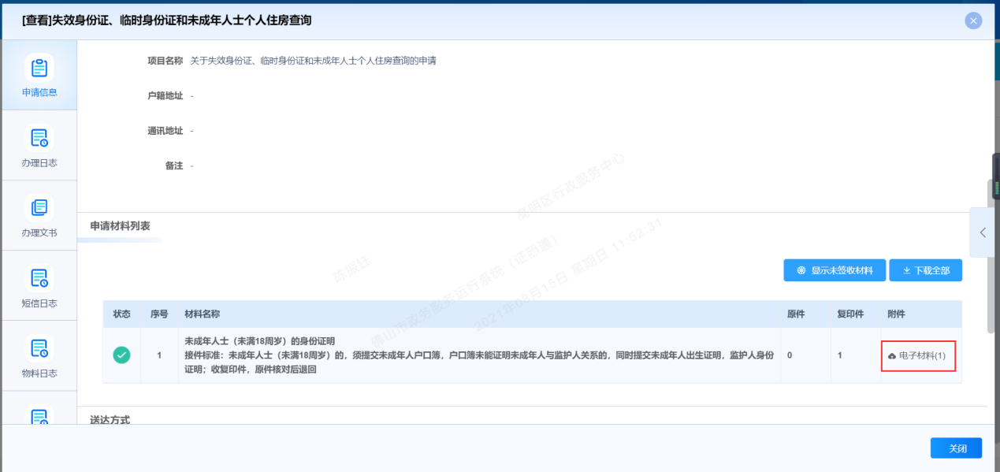 [查看]失效身份证、临时身份证和未成年人士个人住房查询
申请信息
办理日志
办理文书
短信日志
物料日志
项目名称 关于失效身份证、临时身份证和未成年人士个人住房查询的申请
户籍地址 -
通讯地址 -
备注 -
申请材料列表
显示未签收材料 下载全部
状态 序号 材料名称 原件 复印件 附件
1 未成年人士（未满18周岁）的身份证明
接件标准：未成年人士（未满18周岁）的，须提交未成年人户口簿，户口簿未能证明未成年人与监护人关系的，同时提交未成年人出生证明，监护人身份 0 1 电子材料(1)
证明；收复印件，原件核对后退回
送达方式
关闭
陈振钰
高明区行政服务中心
佛山市政务服务运行系统（证照通）
2021年08月15日 星期日 11:52:31